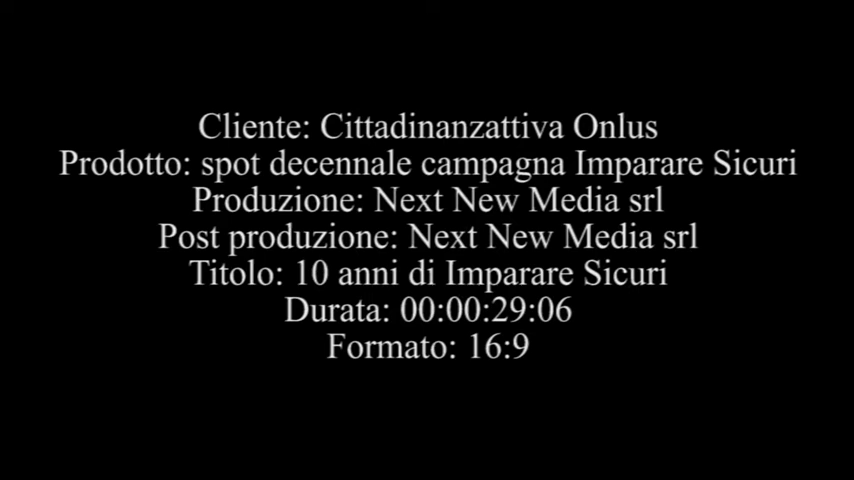 Cliente: Cittadinanzattiva Onlus
Prodotto: spot decennale campagna Imparare Sicuri
Produzione: Next New Media srl
Post produzione: Next New Media srl
Titolo: 10 anni di Imparare Sicuri
Durata: 00:00:29:06
Formato: 16:9